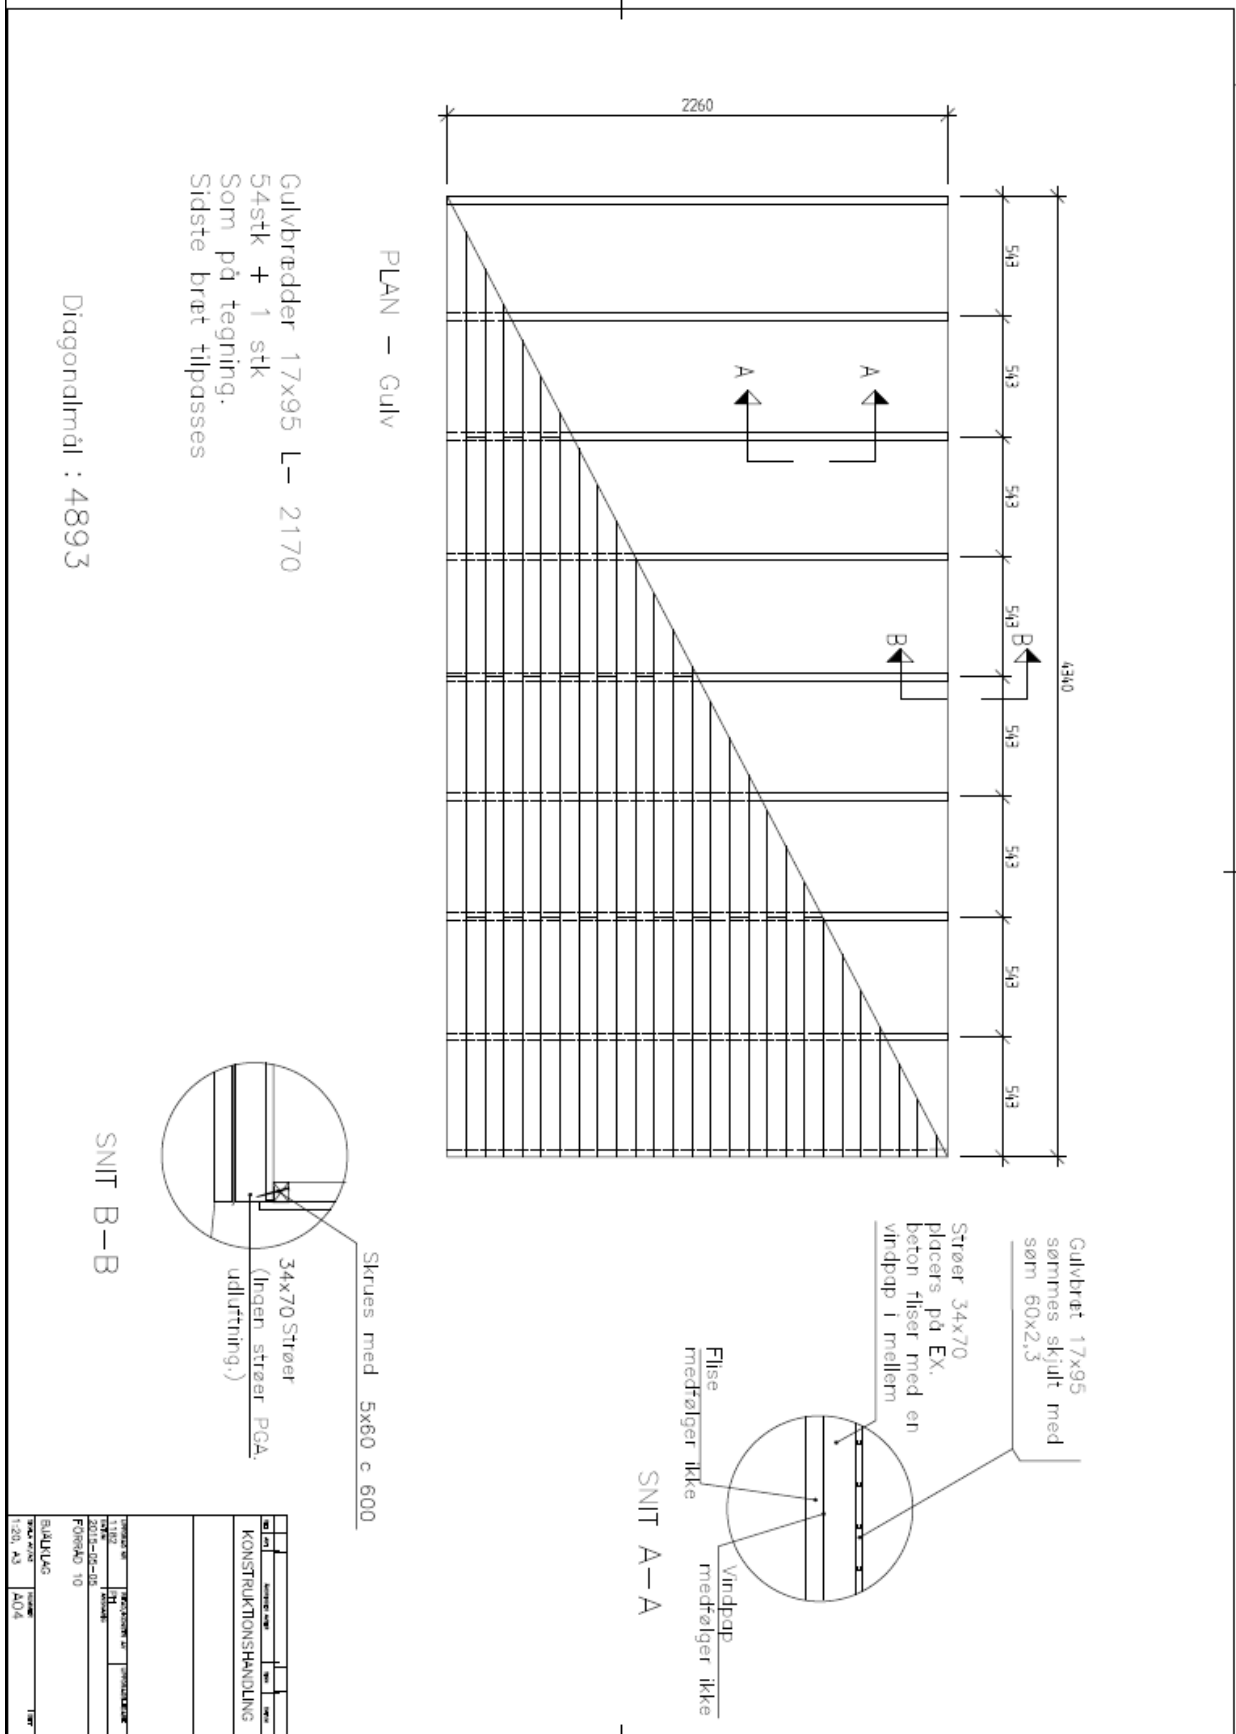 2260
543
543
543
543
543
543
543
543
4340
A
A
B
B
PLAN – Gulv
Gulvbrædder 17x95 L– 2170
54stk + 1 stk
Som på tegning.
Sidste bræt tilpasses
Diagonalmål : 4893
Gulvbræt 17x95
sømmes skjult med
søm 60x2,3
Strøer 34x70
placers på EX.
beton fliser med en
vindpap i mellem
Flise
medfølger ikke
Vindpap
medfølger ikke
SNIT A–A
Skrues med 5x60 c 600
34x70 Strøer
(Ingen strøer PGA.
udluftning.)
SNIT B–B
KONSTRUKTIONSHANDLING
1182
PH
2015-05-05
FÖRRÅD 10
BJÄLKLAG
1:20, A3
A04